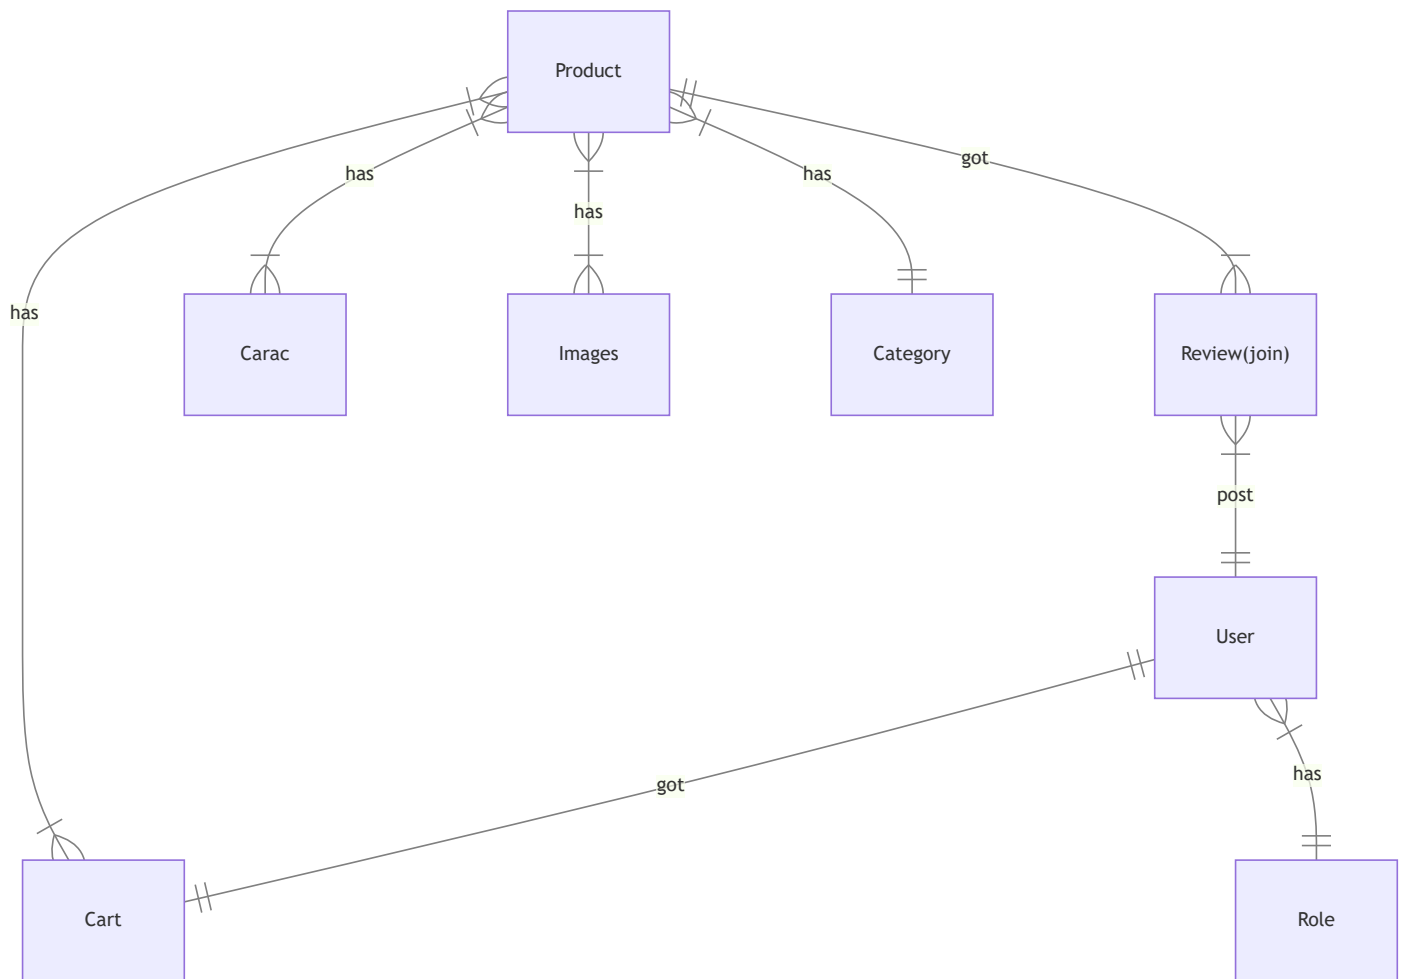 Product
got
has
has
has
has
Carac
Images
Category
Review(join)
post
User
has
got
Cart
Role